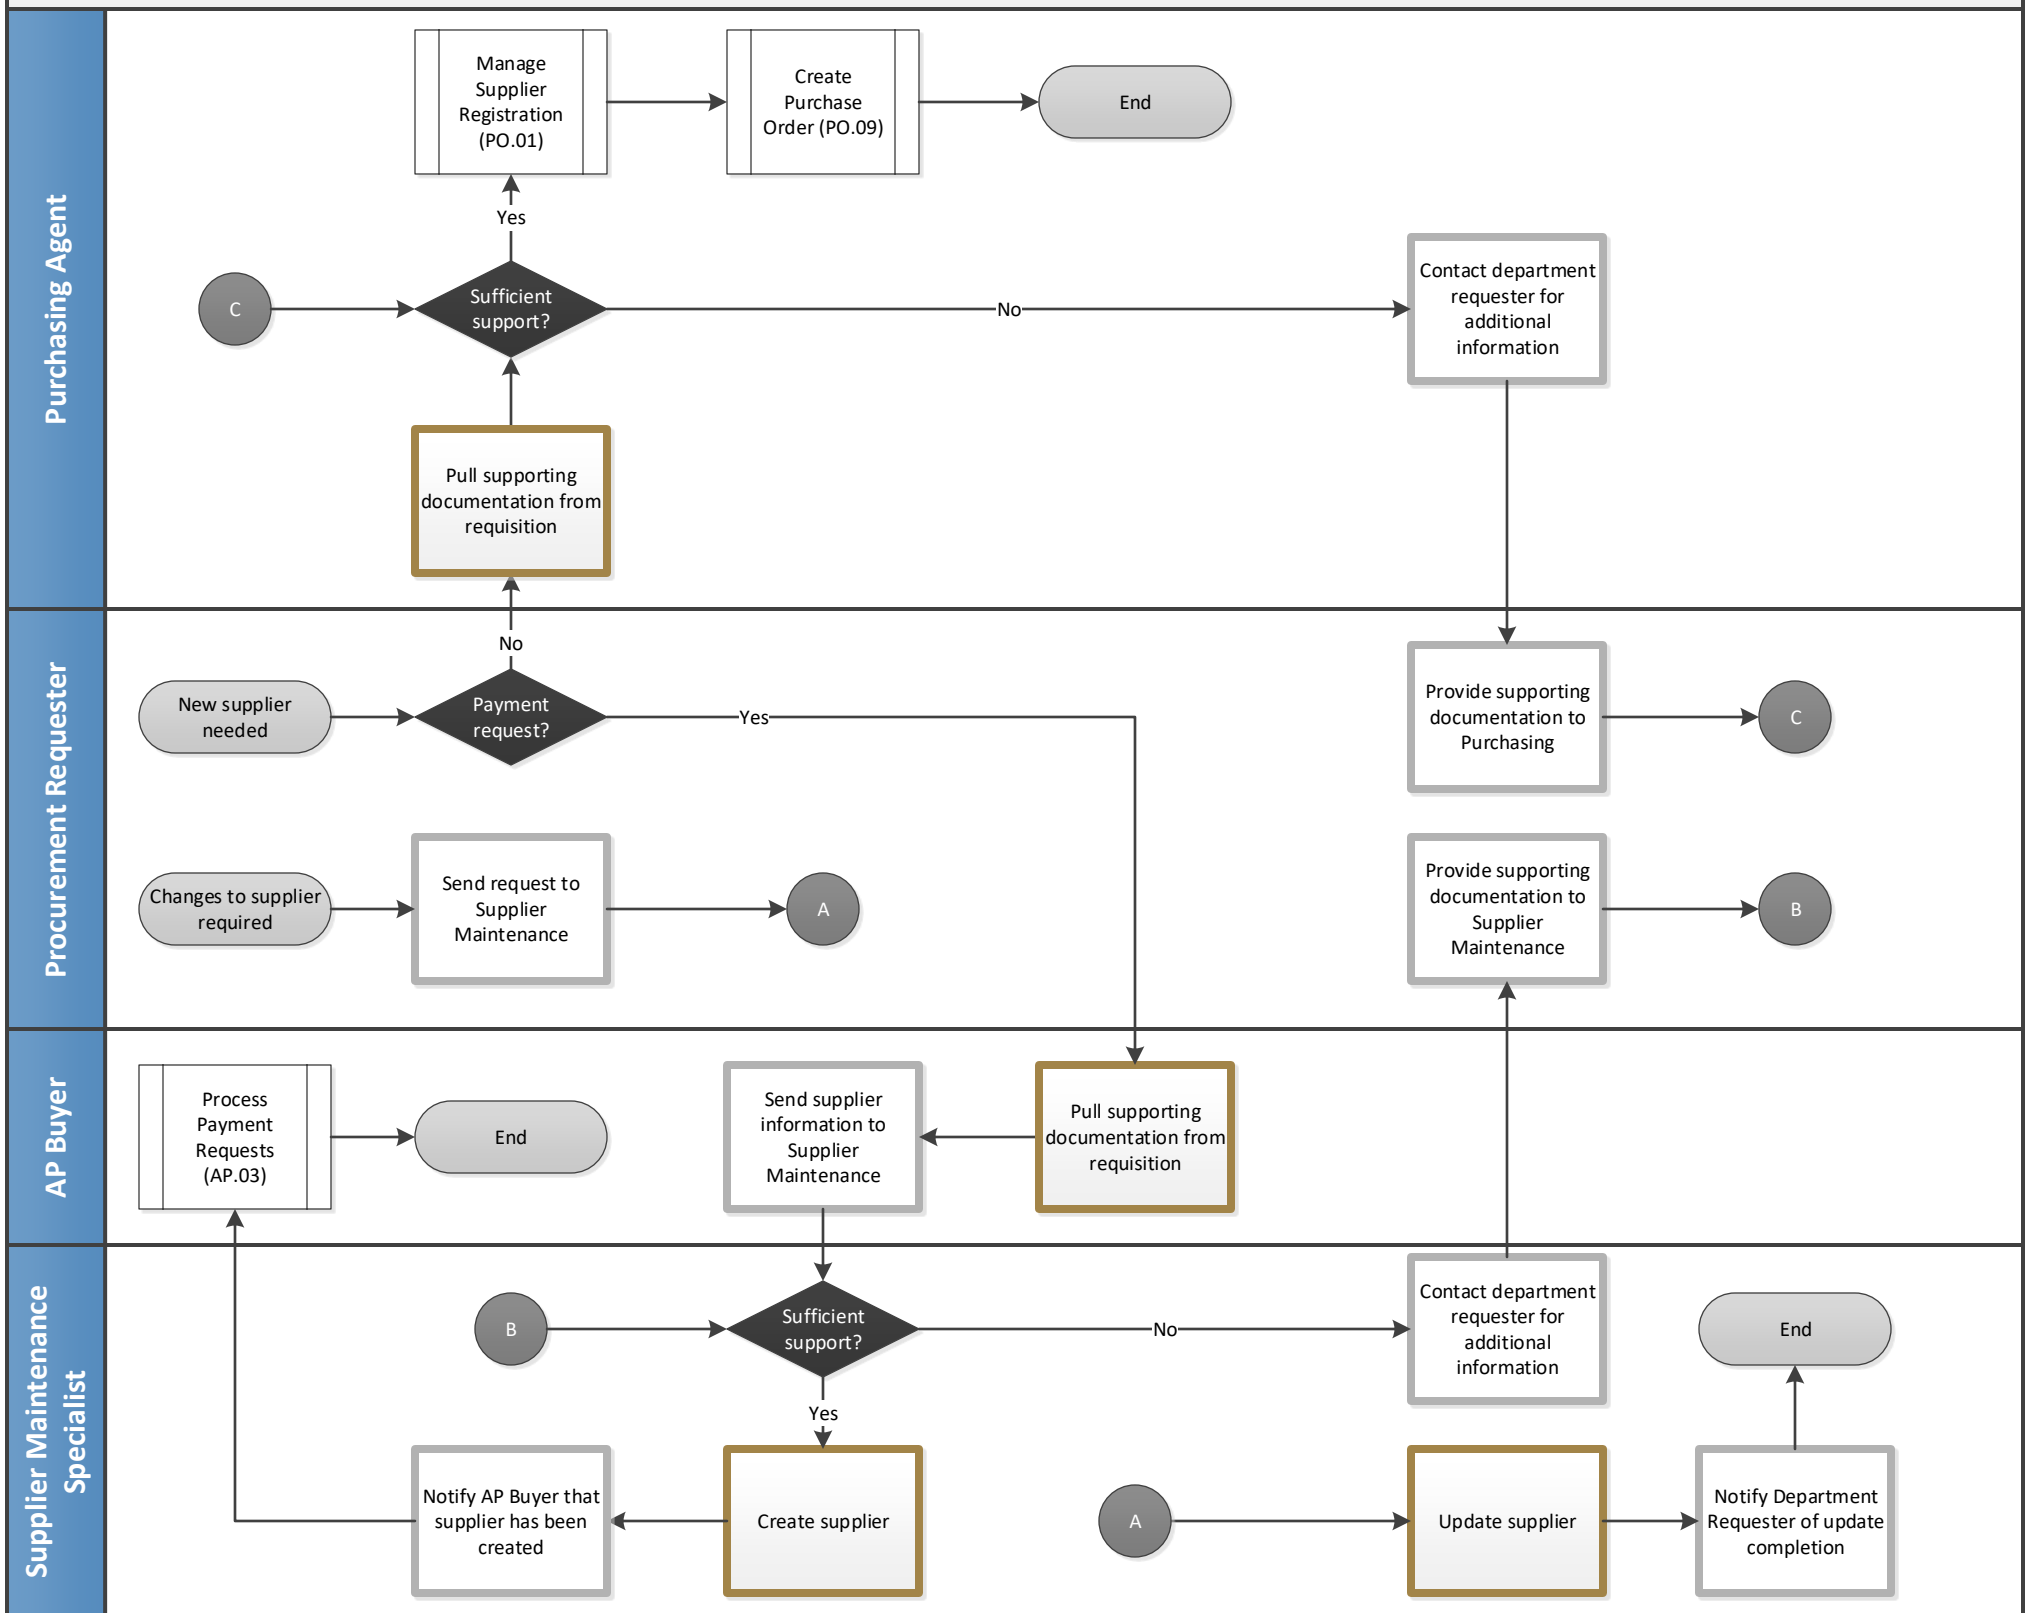 Purchasing Agent
Manage
Supplier
Registration
(PO.01)
Create
Purchase
Order (PO.09)
End
Yes
C
Sufficient
support?
No
Contact department
requester for
additional
information
Pull supporting
documentation from
requisition
Procurement Requester
No
New supplier
needed
Payment
request?
Yes
Provide supporting
documentation to
Purchasing
C
Changes to supplier
required
Send request to
Supplier
Maintenance
A
Provide supporting
documentation to
Supplier
Maintenance
B
AP Buyer
Process
Payment
Requests
(AP.03)
End
Send supplier
information to
Supplier
Maintenance
Pull supporting
documentation from
requisition
Supplier Maintenance
Specialist
B
Sufficient
support?
No
Contact department
requester for
additional
information
End
Yes
Notify AP Buyer that
supplier has been
created
Create supplier
A
Update supplier
Notify Department
Requester of update
completion